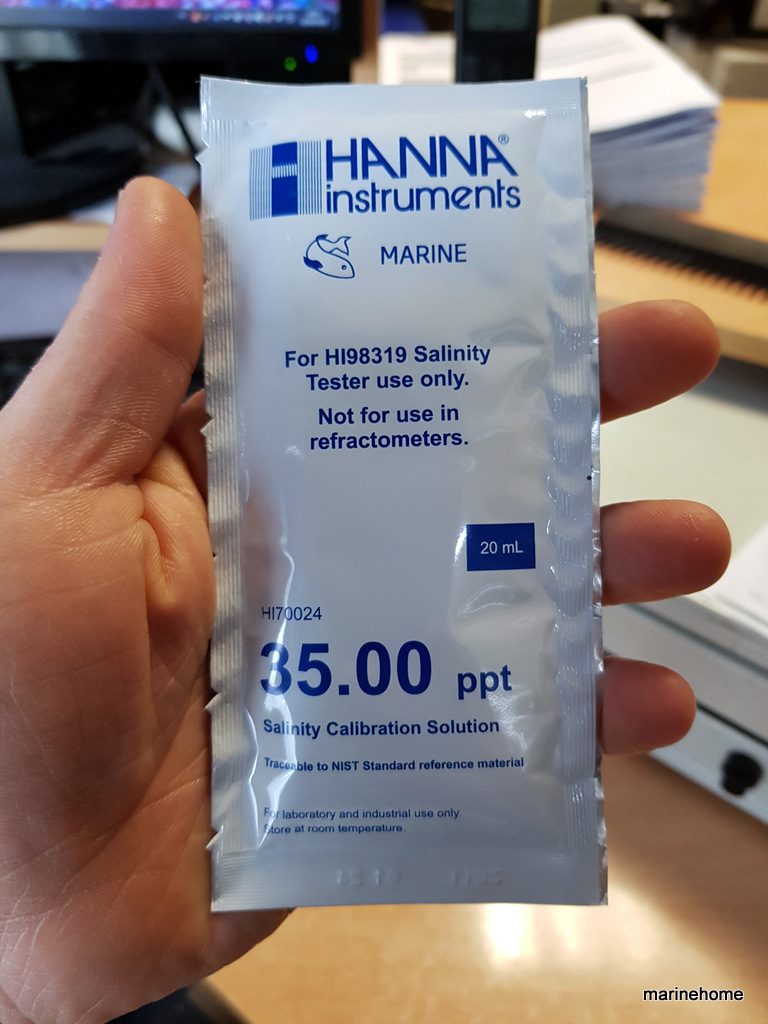 HANNA®
instruments
MARINE
For HI98319 Salinity
Tester use only.
Not for use in
refractometers.
20 mL
HI70024
35.00 ppt
Salinity Calibration Solution
Traceable to NIST Standard reference material
For laboratory and industrial use only.
Store at room temperature.
marinehome